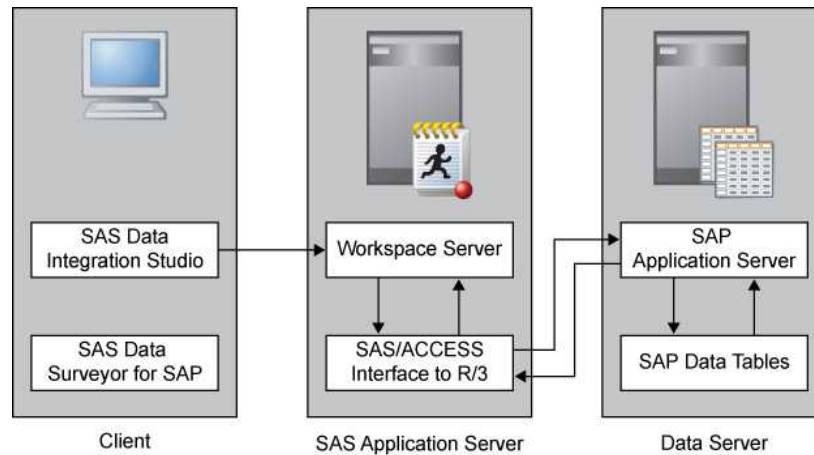 SAS Data
Integration Studio
SAS Data
Surveyor for SAP
Client
Workspace Server
SAS/ACCESS
Interface to R/3
SAS Application Server
SAP
Application Server
SAP Data Tables
Data Server